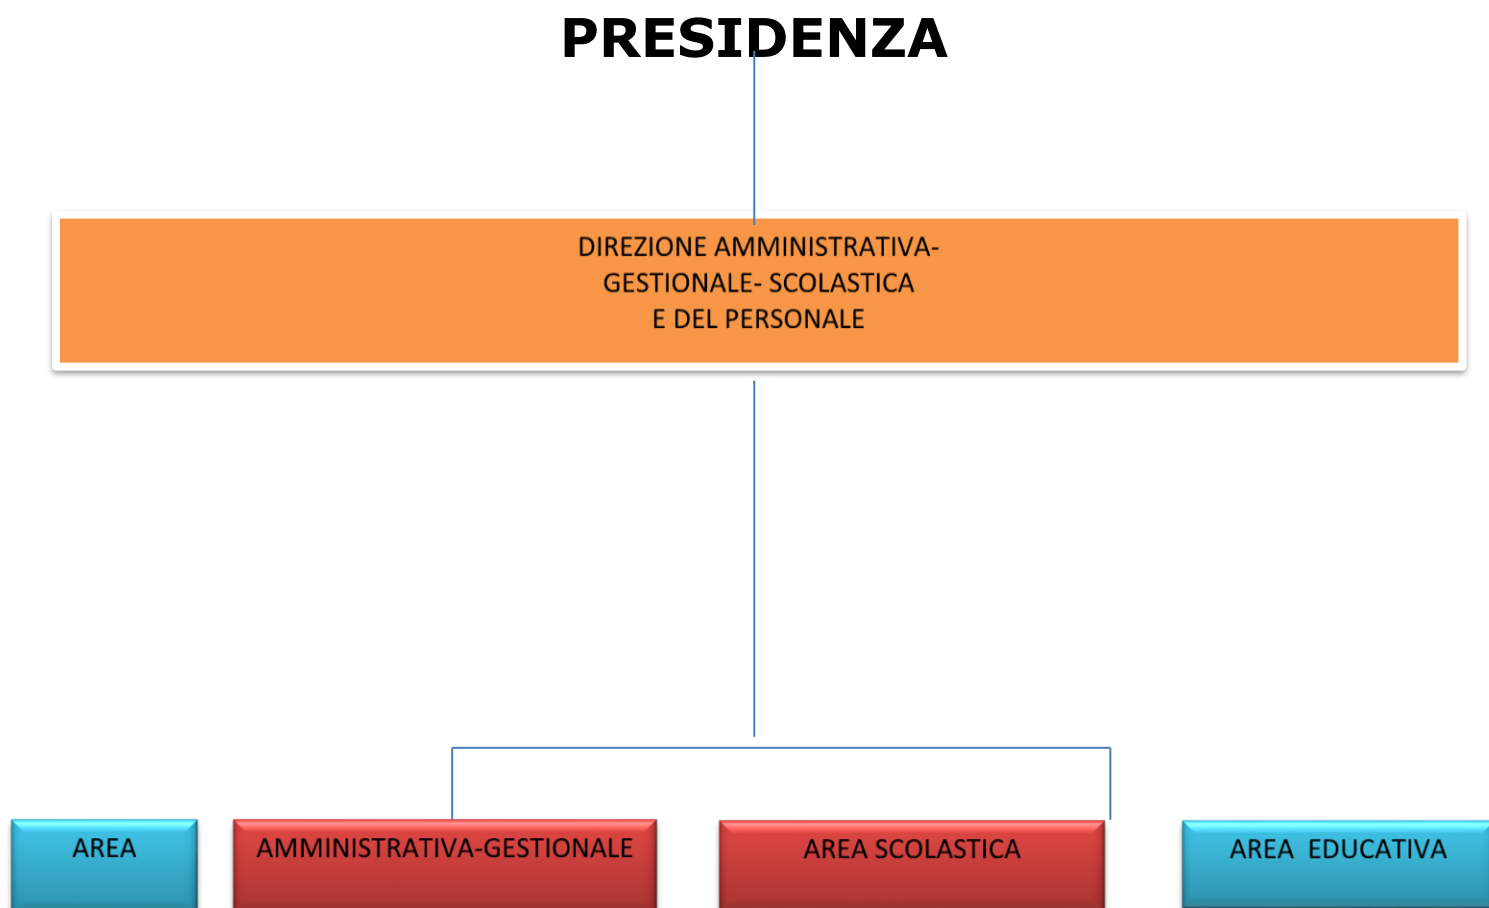 PRESIDENZA
DIREZIONE AMMINISTRATIVA-
GESTIONALE- SCOLASTICA
E DEL PERSONALE
AREA
AMMINISTRATIVA-GESTIONALE
AREA SCOLASTICA
AREA EDUCATIVA